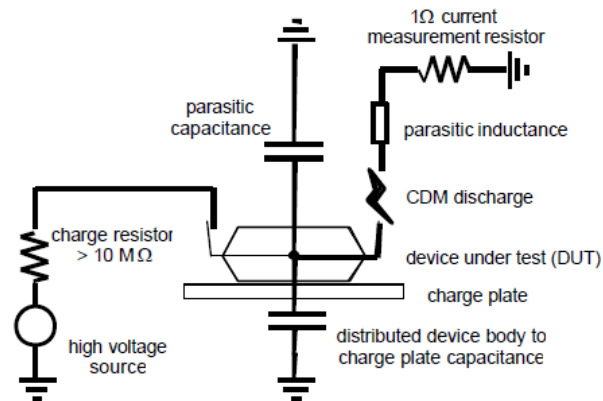 1Ω current
measurement resistor
parasitic
capacitance
parasitic inductance
CDM discharge
charge resistor
> 10 MΩ
device under test (DUT)
charge plate
high voltage
source
distributed device body to
charge plate capacitance